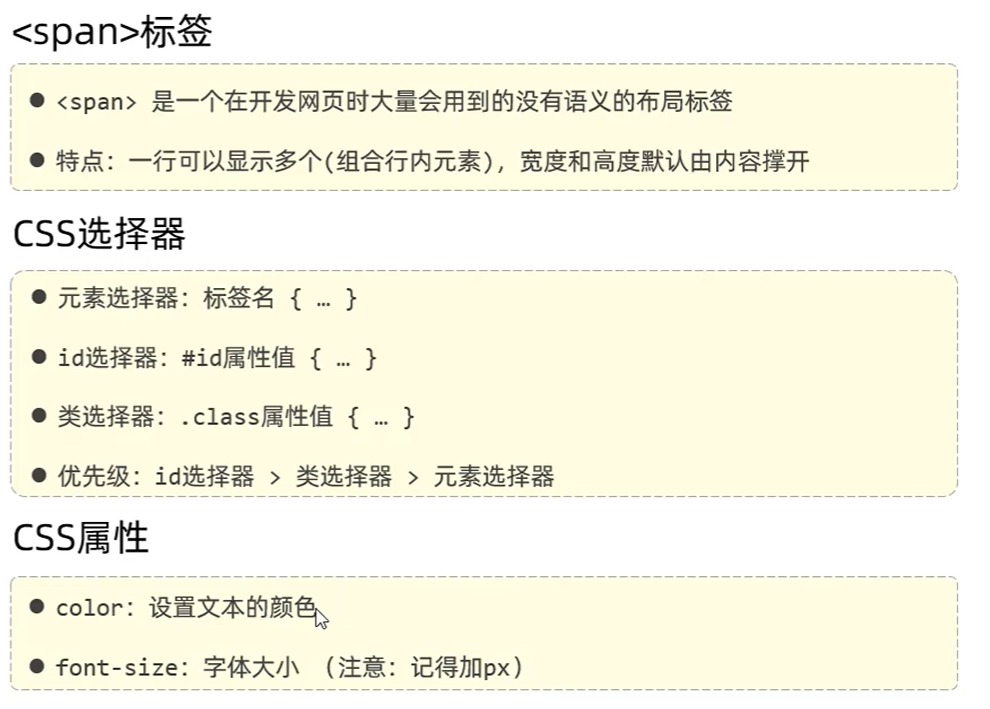 <span>标签
● <span> 是一个在开发网页时大量会用到的没有语义的布局标签
● 特点：一行可以显示多个(组合行内元素)，宽度和高度默认由内容撑开
CSS选择器
● 元素选择器：标签名 { … }
● id选择器：#id属性值 { … }
● 类选择器：.class属性值 { … }
● 优先级：id选择器 > 类选择器 > 元素选择器
CSS属性
● color：设置文本的颜色
● font-size：字体大小 （注意：记得加px）